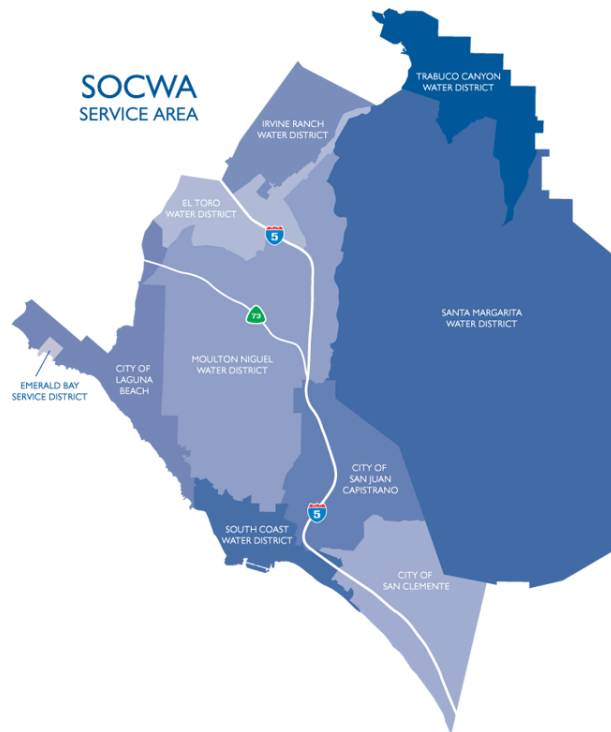 SOCWA
SERVICE AREA
TRABUCO CANYON
WATER DISTRICT
IRVINE RANCH
WATER DISTRICT
EL TORO
WATER DISTRICT
5
SANTA MARGARITA
WATER DISTRICT
73
MOULTON NIGUEL
WATER DISTRICT
CITY OF
LAGUNA
BEACH
EMERALD BAY
SERVICE DISTRICT
CITY OF
SAN JUAN
CAPISTRANO
5
SOUTH COAST
WATER DISTRICT
CITY OF
SAN CLEMENTE